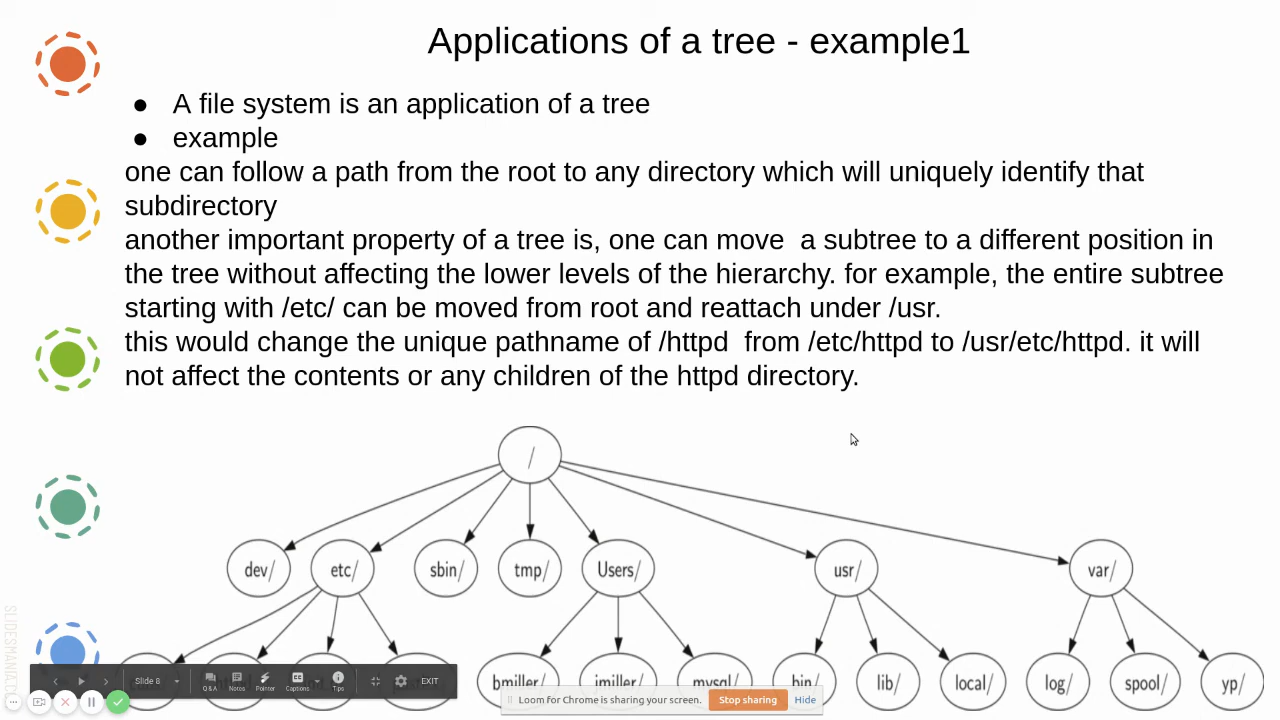 Applications of a tree - example1
● A file system is an application of a tree
● example
one can follow a path from the root to any directory which will uniquely identify that
subdirectory
another important property of a tree is, one can move  a subtree to a different position in
the tree without affecting the lower levels of the hierarchy. for example, the entire subtree
starting with /etc/ can be moved from root and reattach under /usr.
this would change the unique pathname of /httpd  from /etc/httpd to /usr/etc/httpd. it will
not affect the contents or any children of the httpd directory.
/
dev/ etc/ sbin/ tmp/ Users/ usr/ var/
bmiller/ jmiller/ mysql/ bin/ lib/ local/ log/ spool/ yp/
Slide 8 Q&A Notes Pointer Captions Tips EXIT
Loom for Chrome is sharing your screen. Stop sharing Hide